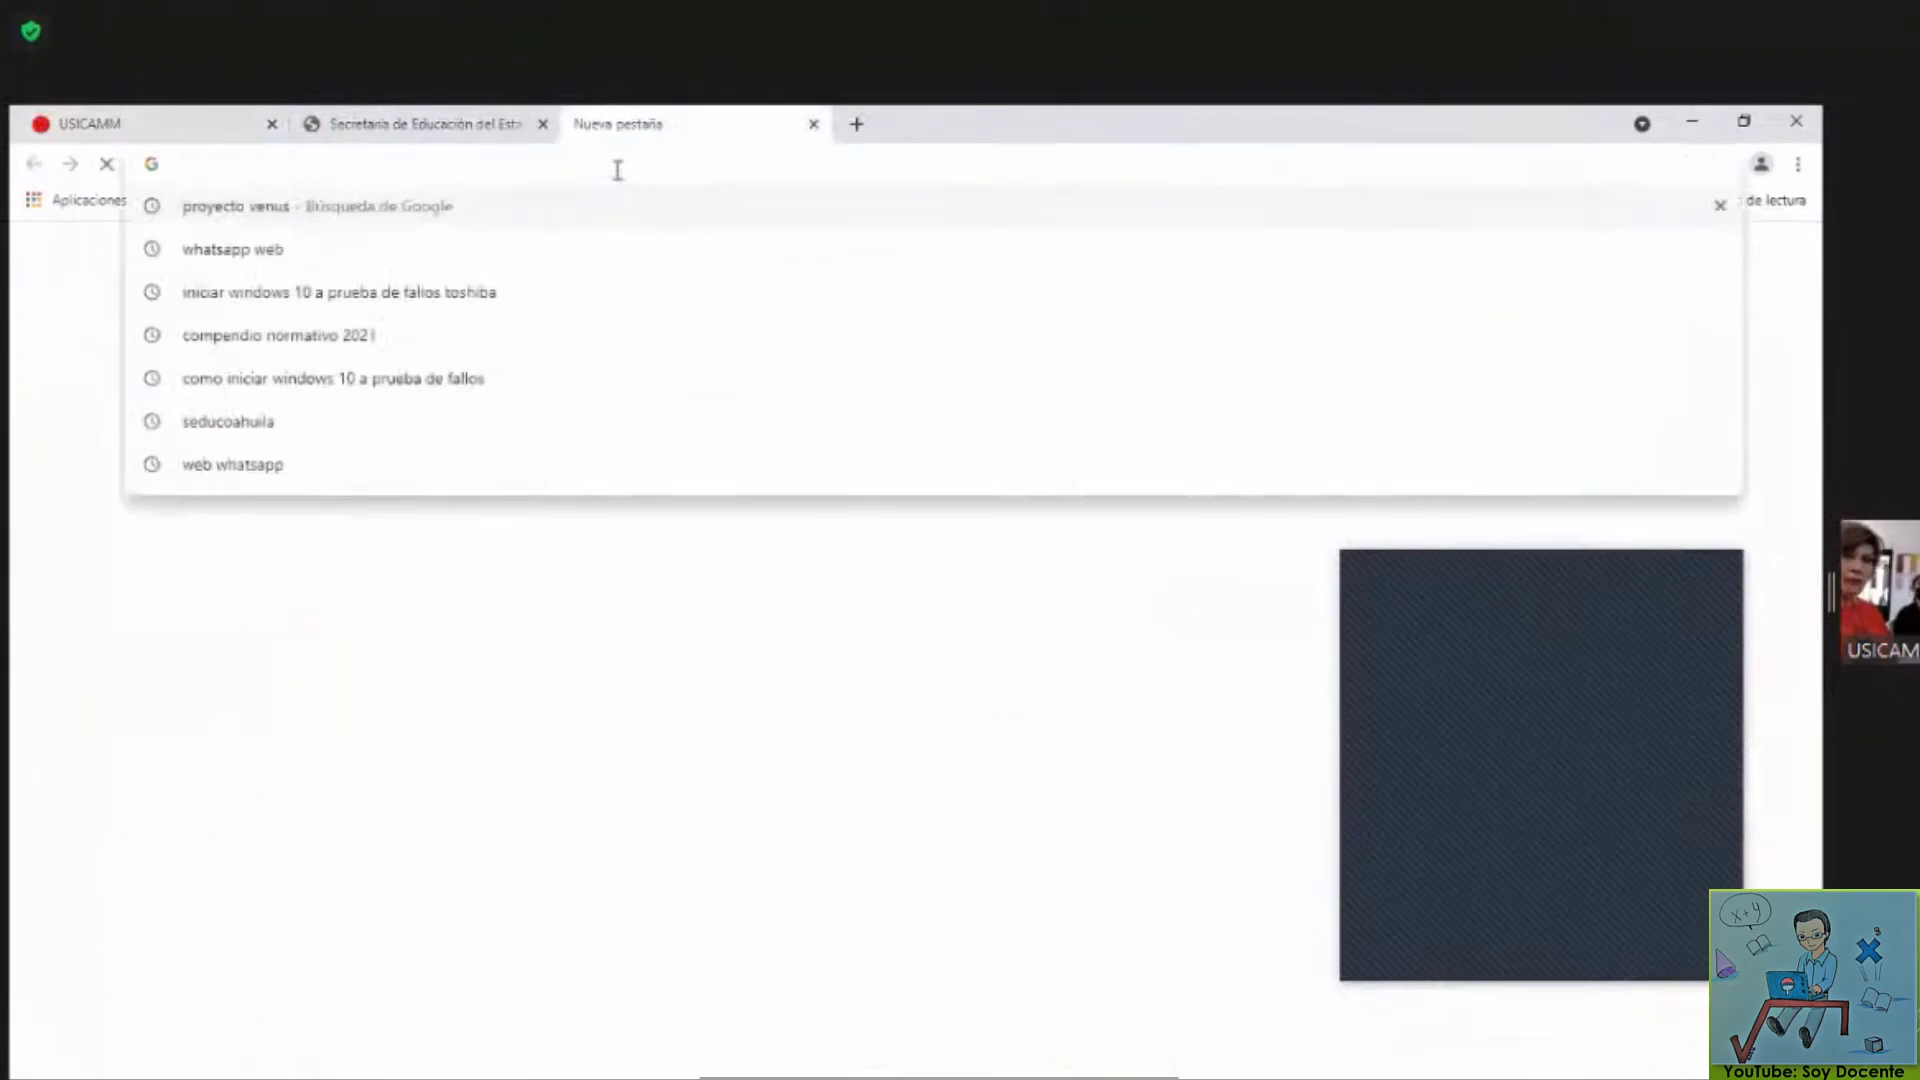 USICAMM
Secretaría de Educación del Esta
Nueva pestaña
Aplicaciones
de lectura
proyecto venus - Búsqueda de Google
whatsapp web
iniciar windows 10 a prueba de fallos toshiba
compendio normativo 2021
como iniciar windows 10 a prueba de fallos
seducoahuila
web whatsapp
USICAM
x+y
YouTube: Soy Docente